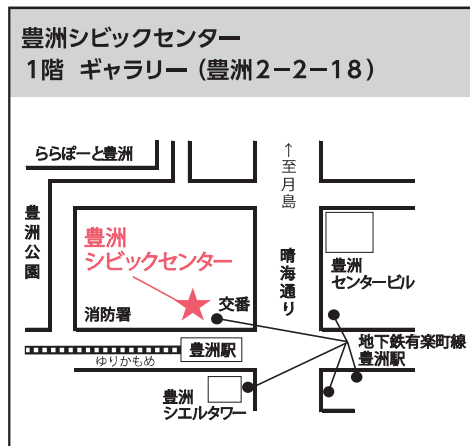 豊洲シビックセンター
1階 ギャラリー（豊洲2−2−18）
ららぽーと豊洲
↑至月島
豊洲公園
豊洲
シビックセンター
晴海通り
豊洲
センタービル
消防署
交番
地下鉄有楽町線
豊洲駅
豊洲駅
ゆりかもめ
豊洲
シエルタワー